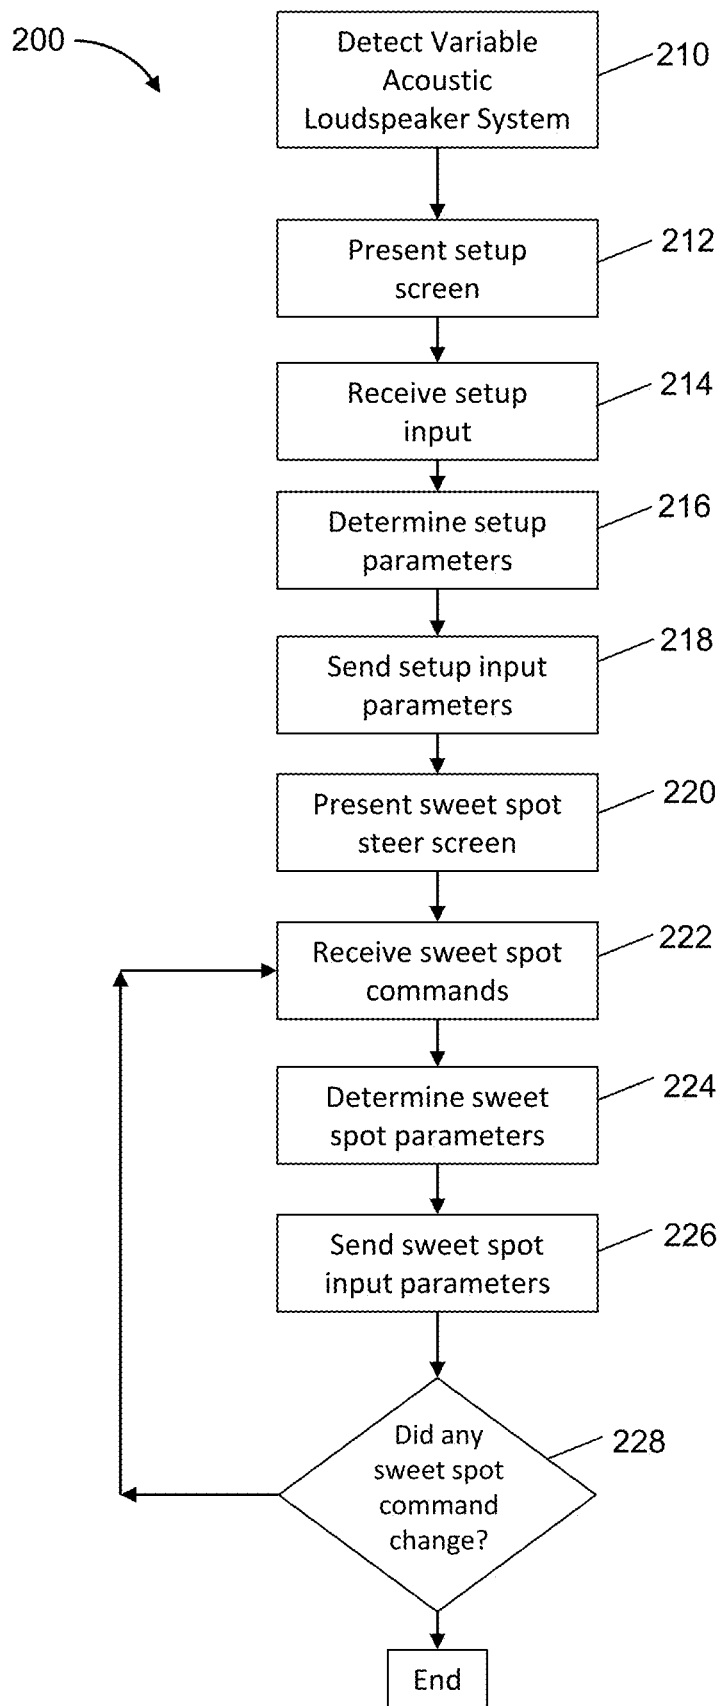 200
Detect Variable
Acoustic
Loudspeaker System
210
Present setup
screen
212
Receive setup
input
214
Determine setup
parameters
216
Send setup input
parameters
218
Present sweet spot
steer screen
220
Receive sweet spot
commands
222
Determine sweet
spot parameters
224
Send sweet spot
input parameters
226
Did any
sweet spot
command
change?
228
End